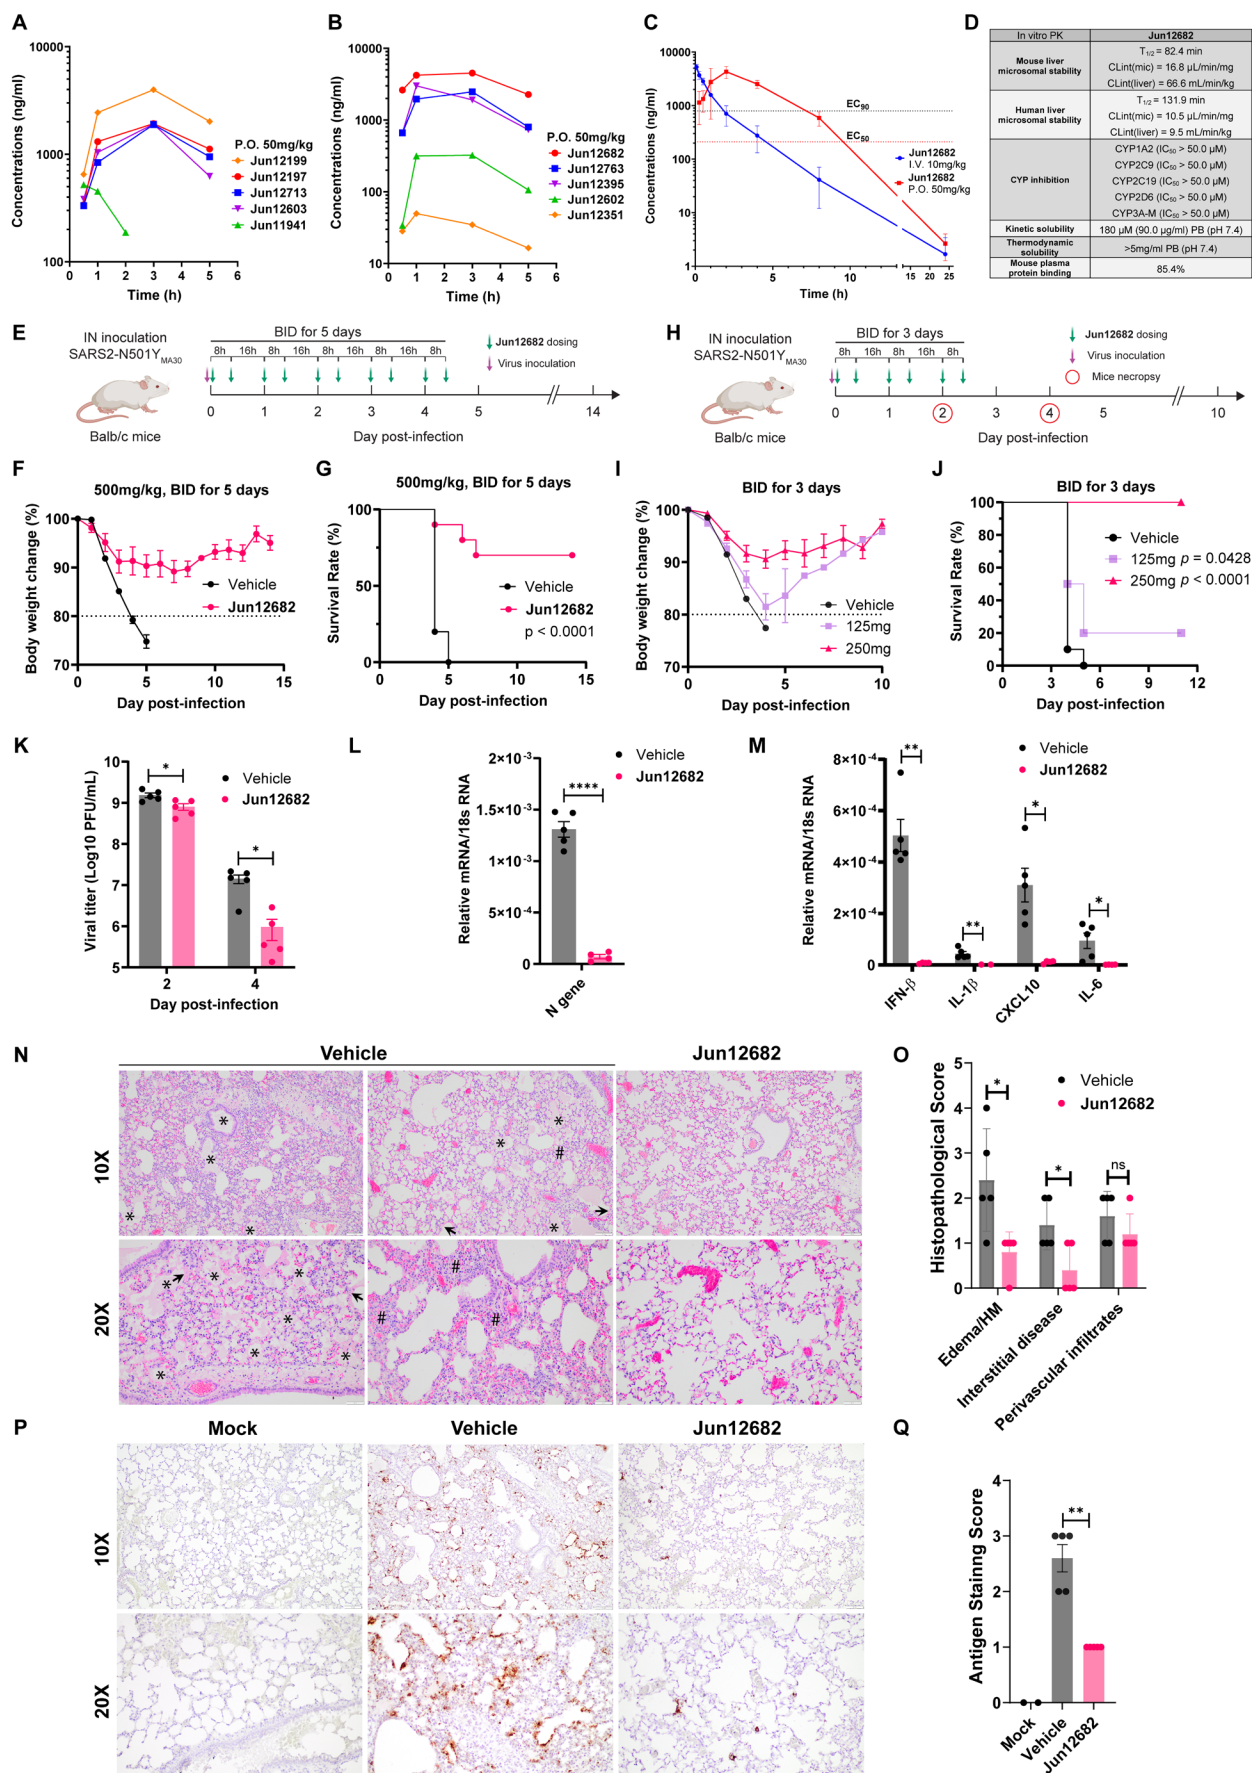 A
Concentrations (ng/ml)
10000
1000
100
0 1 2 3 4 5 6
Time (h)
P.O. 50mg/kg
Jun12199
Jun12197
Jun12713
Jun12603
Jun11941
B
Concentrations (ng/ml)
10000
1000
100
10
0 1 2 3 4 5 6
Time (h)
P.O. 50mg/kg
Jun12682
Jun12763
Jun12395
Jun12602
Jun12351
C
Concentrations (ng/ml)
10000
1000
100
10
1
0 4 8 12 15 20 25
Time (h)
EC90
EC50
Jun12682
I.V. 10mg/kg
Jun12682
P.O. 50mg/kg
D
In vitro PK Jun12682
Mouse liver microsomal stability
T1/2 = 82.4 min
CLint(mic) = 16.8 μL/min/mg
CLint(liver) = 66.6 mL/min/kg
Human liver microsomal stability
T1/2 = 131.9 min
CLint(mic) = 10.5 μL/min/mg
CLint(liver) = 9.5 mL/min/kg
CYP inhibition
CYP1A2 (IC50 > 50.0 μM)
CYP2C9 (IC50 > 50.0 μM)
CYP2C19 (IC50 > 50.0 μM)
CYP2D6 (IC50 > 50.0 μM)
CYP3A-M (IC50 > 50.0 μM)
Kinetic solubility 180 μM (90.0 μg/ml) PB (pH 7.4)
Thermodynamic solubility >5mg/ml PB (pH 7.4)
Mouse plasma protein binding 85.4%
E
IN inoculation
SARS2-N501YMA30
Balb/c mice
BID for 5 days
8h 16h 8h 16h 8h 16h 8h 16h 8h
Jun12682 dosing
Virus inoculation
0 1 2 3 4 5 14
Day post-infection
H
IN inoculation
SARS2-N501YMA30
Balb/c mice
BID for 3 days
8h 16h 8h 16h 8h
Jun12682 dosing
Virus inoculation
Mice necropsy
0 1 2 3 4 5 10
Day post-infection
F
500mg/kg, BID for 5 days
Body weight change (%)
100
90
80
70
0 5 10 15
Day post-infection
Vehicle
Jun12682
G
500mg/kg, BID for 5 days
Survival Rate (%)
100
50
0
0 5 10 15
Day post-infection
Vehicle
Jun12682
p < 0.0001
I
BID for 3 days
Body weight change (%)
100
90
80
70
0 5 10
Day post-infection
Vehicle
125mg
250mg
J
BID for 3 days
Survival Rate (%)
100
80
60
40
20
0
0 3 6 9 12
Day post-infection
Vehicle
125mg p = 0.0428
250mg p < 0.0001
K
Viral titer (Log10 PFU/mL)
11
9
7
6
5
2 4
Day post-infection
* *
Vehicle
Jun12682
L
Relative mRNA/18s RNA
2×10-3
1.5×10-3
1×10-3
5×10-4
0
N gene
****
Vehicle
Jun12682
M
Relative mRNA/18s RNA
8×10-4
6×10-4
4×10-4
2×10-4
0
** ** * *
IFN-β IL-1β CXCL10 IL-6
Vehicle
Jun12682
N
Vehicle Jun12682
10X
* * * * * * * #
20X
* * * * * * * # # #
O
Histopathological Score
5
4
3
2
1
0
* * ns
Edema/HM Interstitial disease Perivascular infiltrates
Vehicle
Jun12682
P
Mock Vehicle Jun12682
10X
20X
Q
Antigen Stainng Score
4
3
2
1
0
**
Mock Vehicle Jun12682